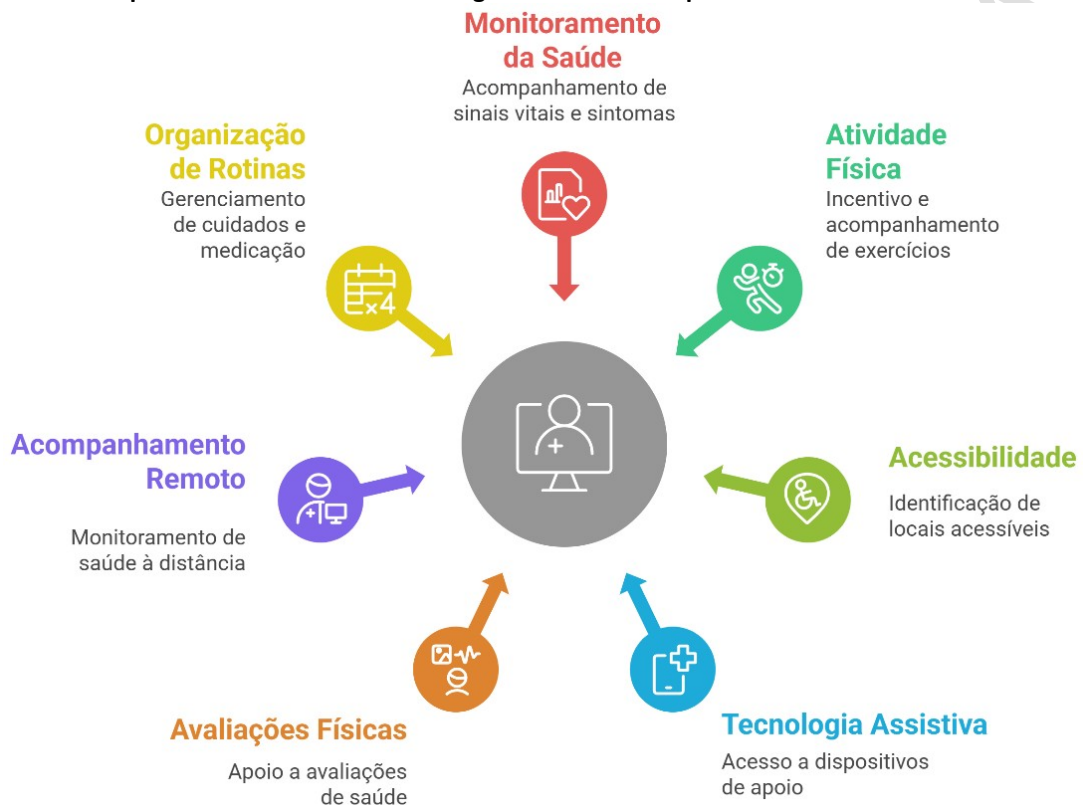 Monitoramento
da Saúde
Acompanhamento de
sinais vitais e sintomas
Organização
de Rotinas
Gerenciamento
de cuidados e
medicação
x4
Atividade
Física
Incentivo e
acompanhamento
de exercícios
Acompanhamento
Remoto
Monitoramento de
saúde à distância
Acessibilidade
Identificação de
locais acessíveis
Avaliações Físicas
Apoio a avaliações
de saúde
Tecnologia Assistiva
Acesso a dispositivos
de apoio